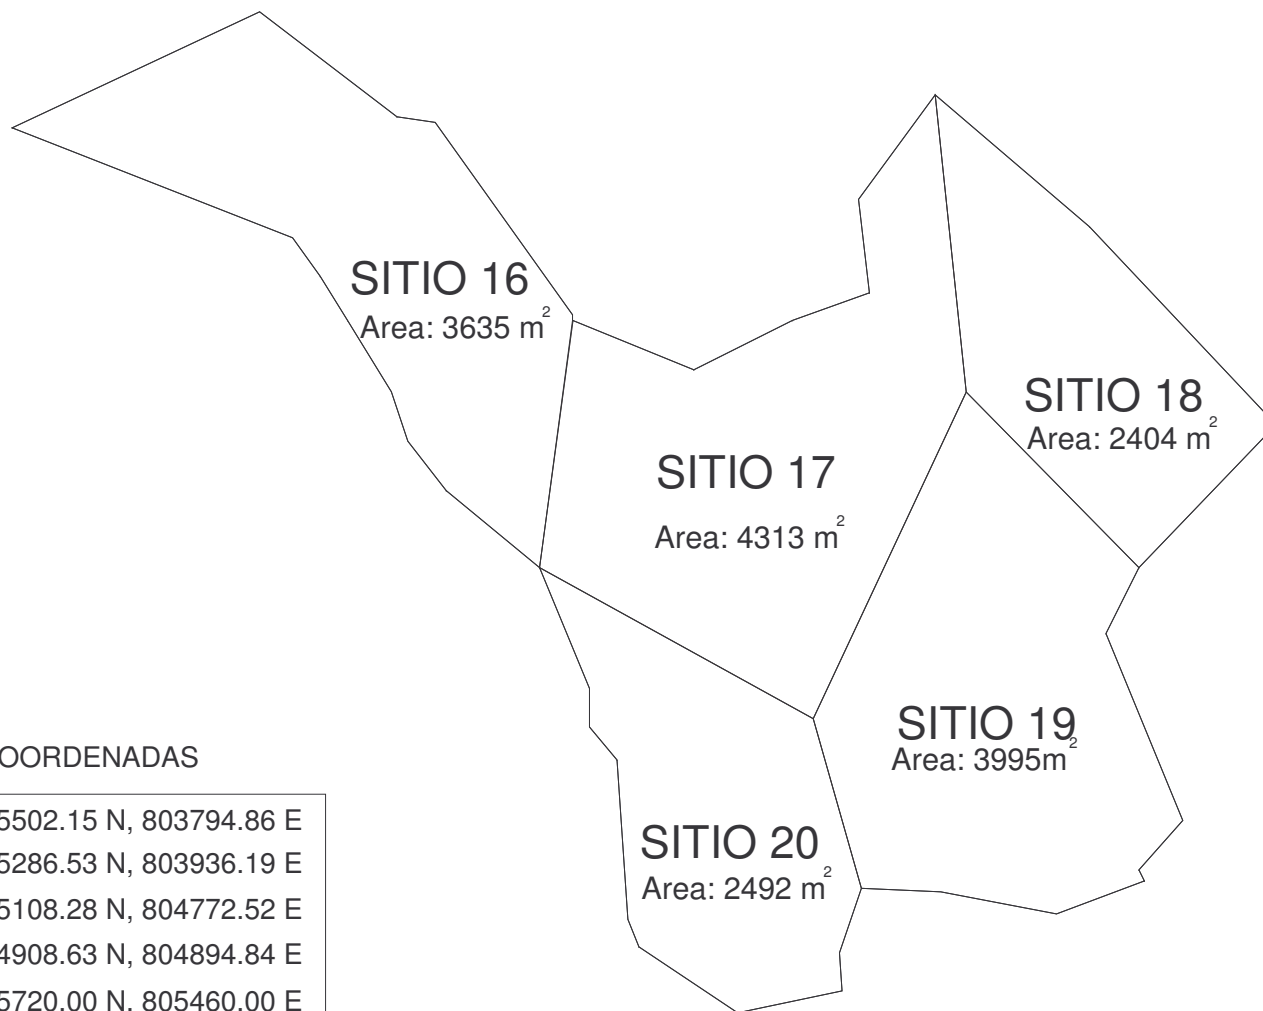 SITIO 16
Area: 3635 m²
SITIO 18
Area: 2404 m²
SITIO 17
Area: 4313 m²
SITIO 19
Area: 3995m²
SITIO 20
Area: 2492 m²
OORDENADAS
5502.15 N, 803794.86 E
5286.53 N, 803936.19 E
5108.28 N, 804772.52 E
4908.63 N, 804894.84 E
5720.00 N, 805460.00 E